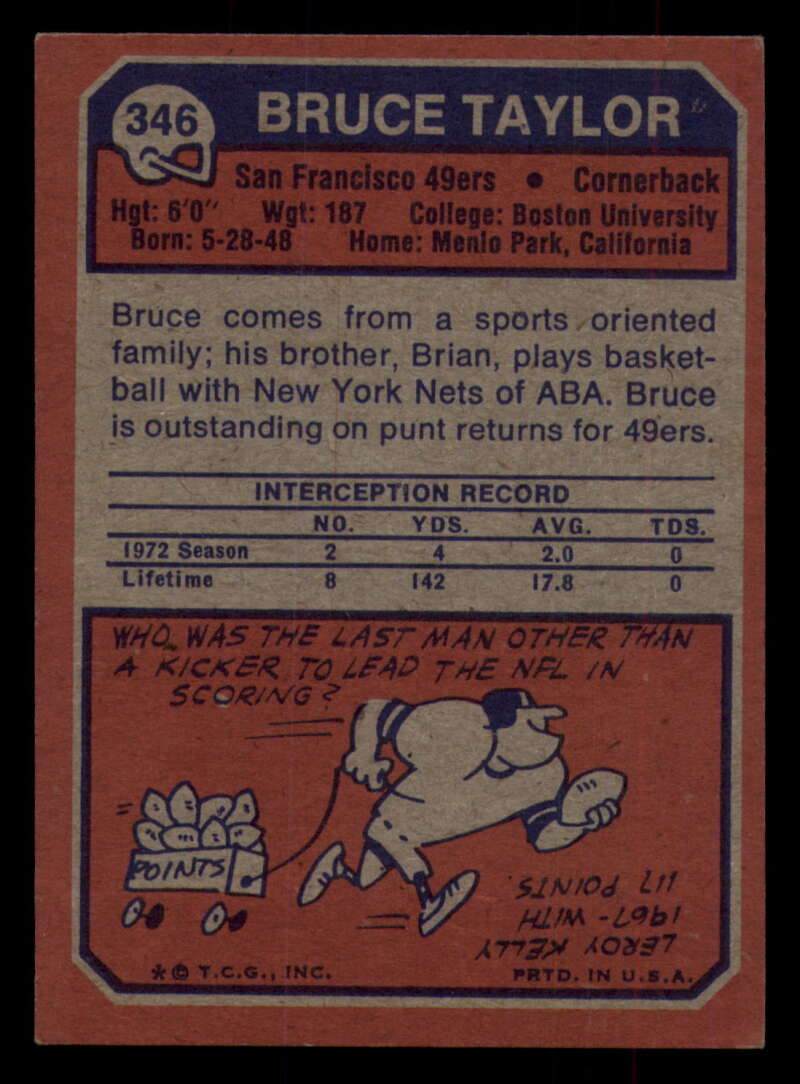 346
BRUCE TAYLOR
San Francisco 49ers • Cornerback
Hgt: 6'0" Wgt: 187 College: Boston University
Born: 5-28-48 Home: Menlo Park, California
Bruce comes from a sports oriented
family; his brother, Brian, plays basket-
ball with New York Nets of ABA. Bruce
is outstanding on punt returns for 49ers.
INTERCEPTION RECORD
NO. YDS. AVG. TDS.
1972 Season 2 4 2.0 0
Lifetime 8 142 17.8 0
WHO WAS THE LAST MAN OTHER THAN
A KICKER TO LEAD THE NFL IN
SCORING?
POINTS
LEROY KELLY
1967 - WITH
117 POINTS.
*© T.C.G., INC. PRTD. IN U.S.A.